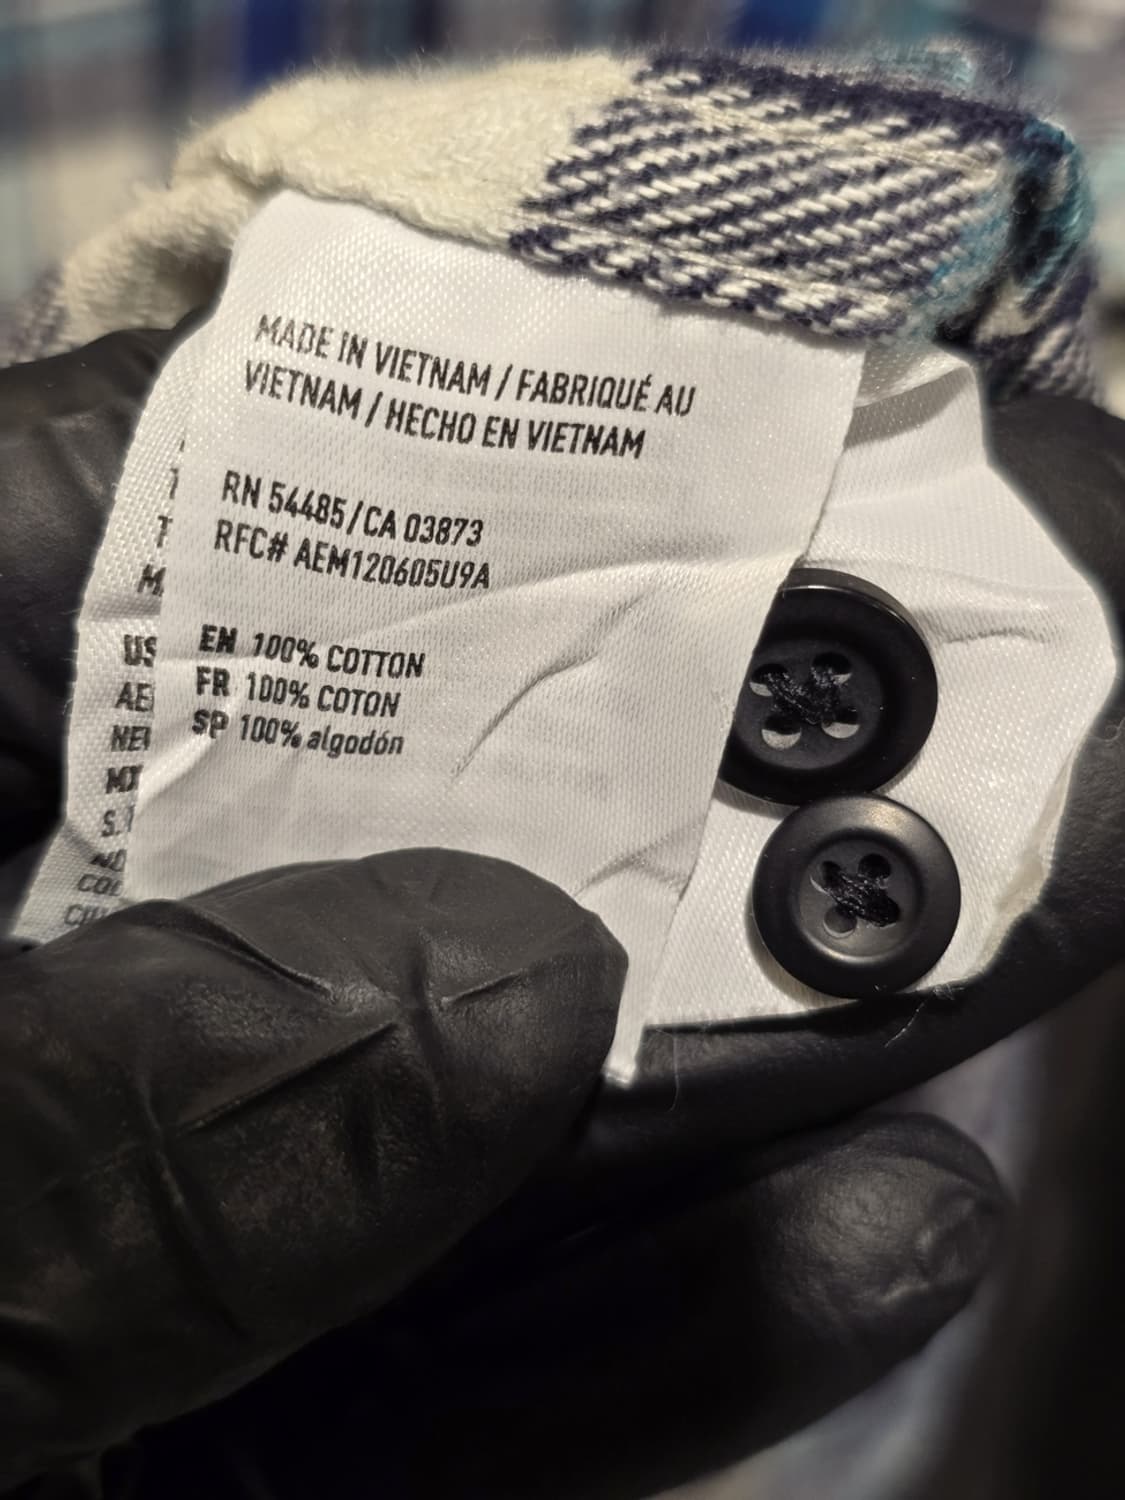 MADE IN VIETNAM / FABRIQUÉ AU
VIETNAM / HECHO EN VIETNAM
RN 54485/CA 03873
RFC# AEM120605U9A
EN 100% COTTON
FR 100% COTON
SP 100% algodón
US